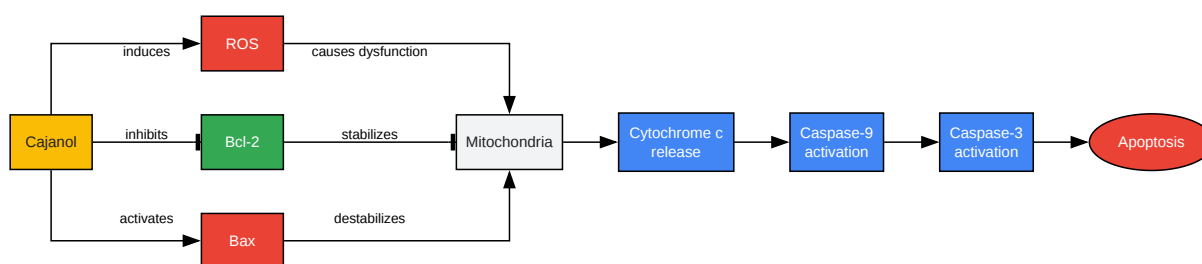 ROS
induces
causes dysfunction
Cajanol
inhibits
Bcl-2
stabilizes
Mitochondria
Cytochrome c
release
Caspase-9
activation
Caspase-3
activation
Apoptosis
activates
Bax
destabilizes